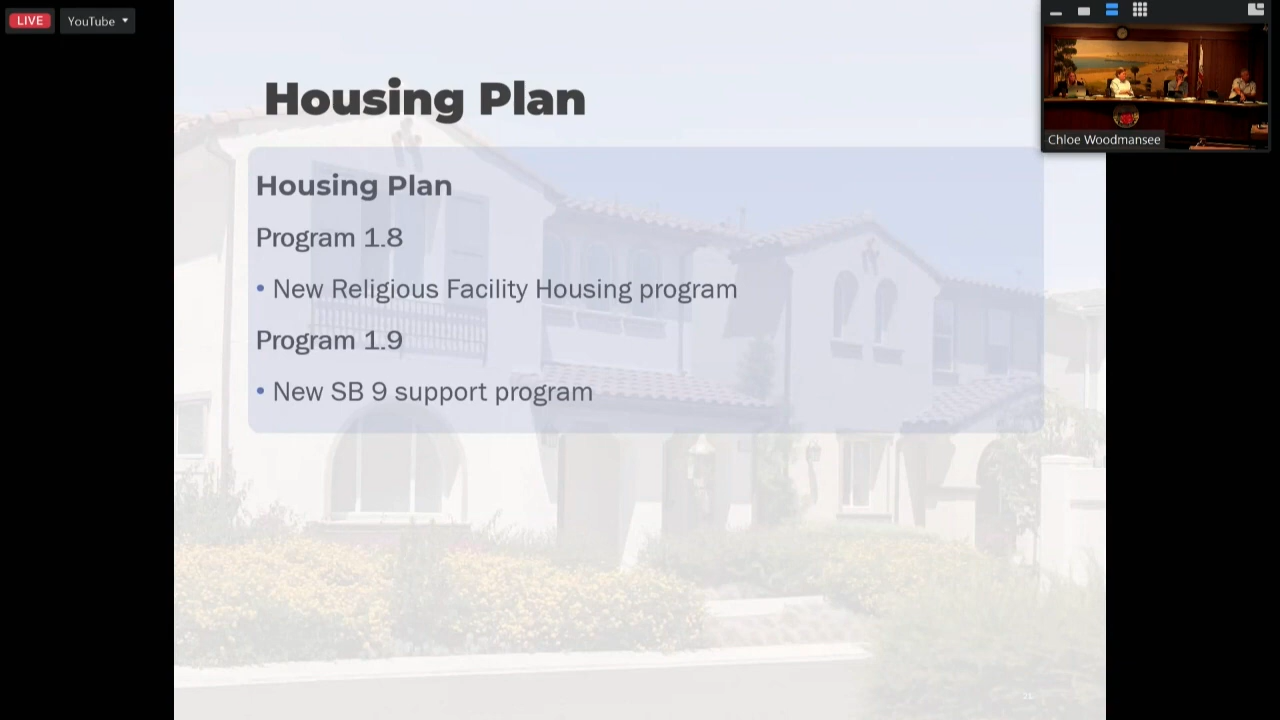 LIVE
YouTube
Housing Plan
Housing Plan
Program 1.8
• New Religious Facility Housing program
Program 1.9
• New SB 9 support program
Chloe Woodmansee